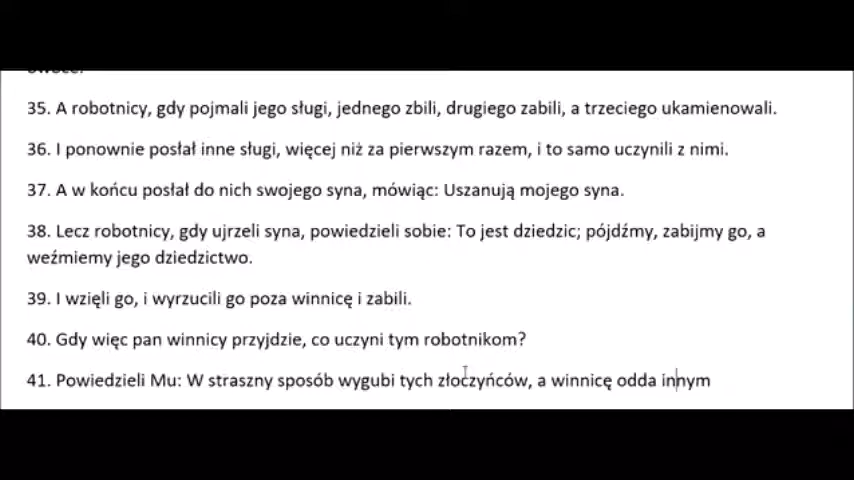 owoce.
35. A robotnicy, gdy pojmali jego sługi, jednego zbili, drugiego zabili, a trzeciego ukamienowali.
36. I ponownie posłał inne sługi, więcej niż za pierwszym razem, i to samo uczynili z nimi.
37. A w końcu posłał do nich swojego syna, mówiąc: Uszanują mojego syna.
38. Lecz robotnicy, gdy ujrzeli syna, powiedzieli sobie: To jest dziedzic; pójdźmy, zabijmy go, a
weźmiemy jego dziedzictwo.
39. I wzięli go, i wyrzucili go poza winnicę i zabili.
40. Gdy więc pan winnicy przyjdzie, co uczyni tym robotnikom?
41. Powiedzieli Mu: W straszny sposób wygubi tych złoczyńców, a winnicę odda innym